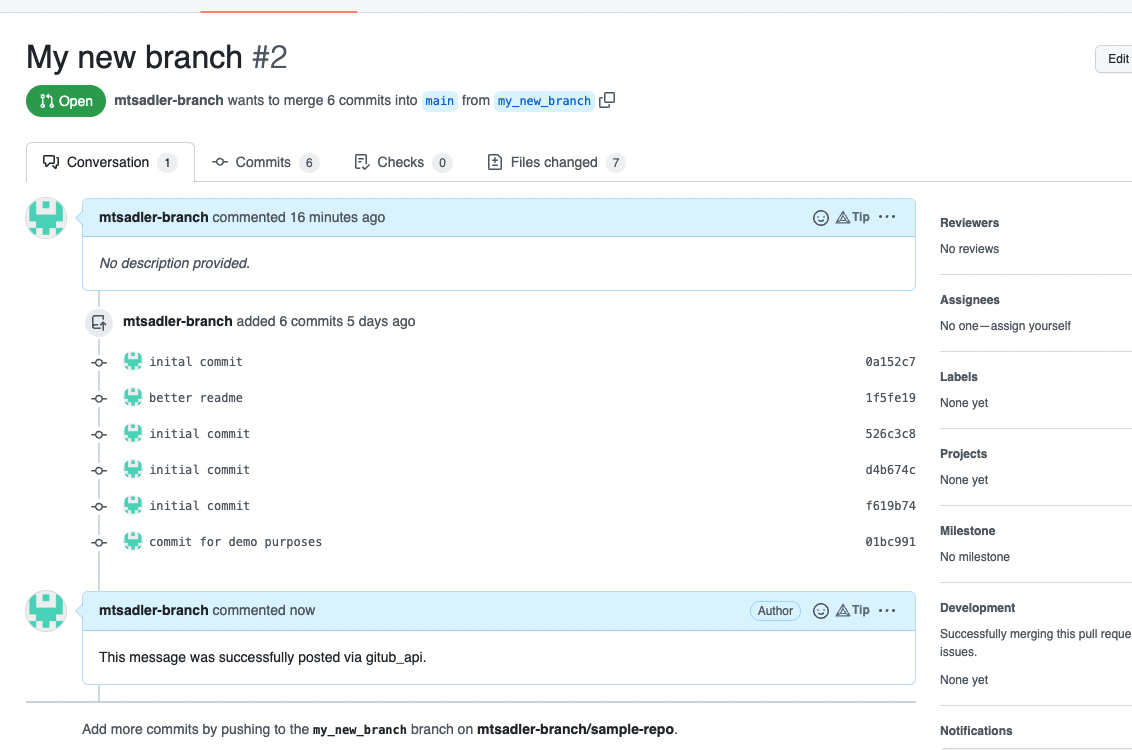 My new branch #2
Edit
Open mtsadler-branch wants to merge 6 commits into main from my_new_branch
Conversation 1 Commits 6 Checks 0 Files changed 7
mtsadler-branch commented 16 minutes ago Tip ...
No description provided.
mtsadler-branch added 6 commits 5 days ago
inital commit 0a152c7
better readme 1f5fe19
initial commit 526c3c8
initial commit d4b674c
initial commit f619b74
commit for demo purposes 01bc991
mtsadler-branch commented now Author Tip ...
This message was successfully posted via gitub_api.
Add more commits by pushing to the my_new_branch branch on mtsadler-branch/sample-repo.
Reviewers
No reviews
Assignees
No one—assign yourself
Labels
None yet
Projects
None yet
Milestone
No milestone
Development
Successfully merging this pull reque
issues.
None yet
Notifications